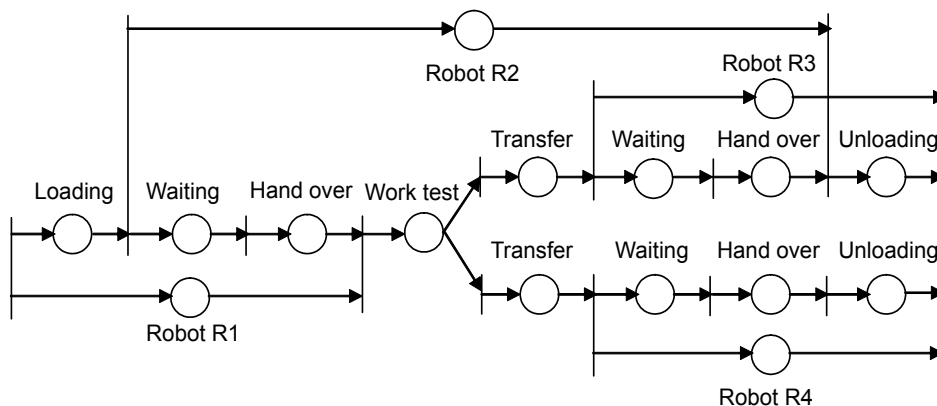 Robot R2
Robot R3
Transfer Waiting Hand over Unloading
Loading Waiting Hand over Work test
Transfer Waiting Hand over Unloading
Robot R1
Robot R4